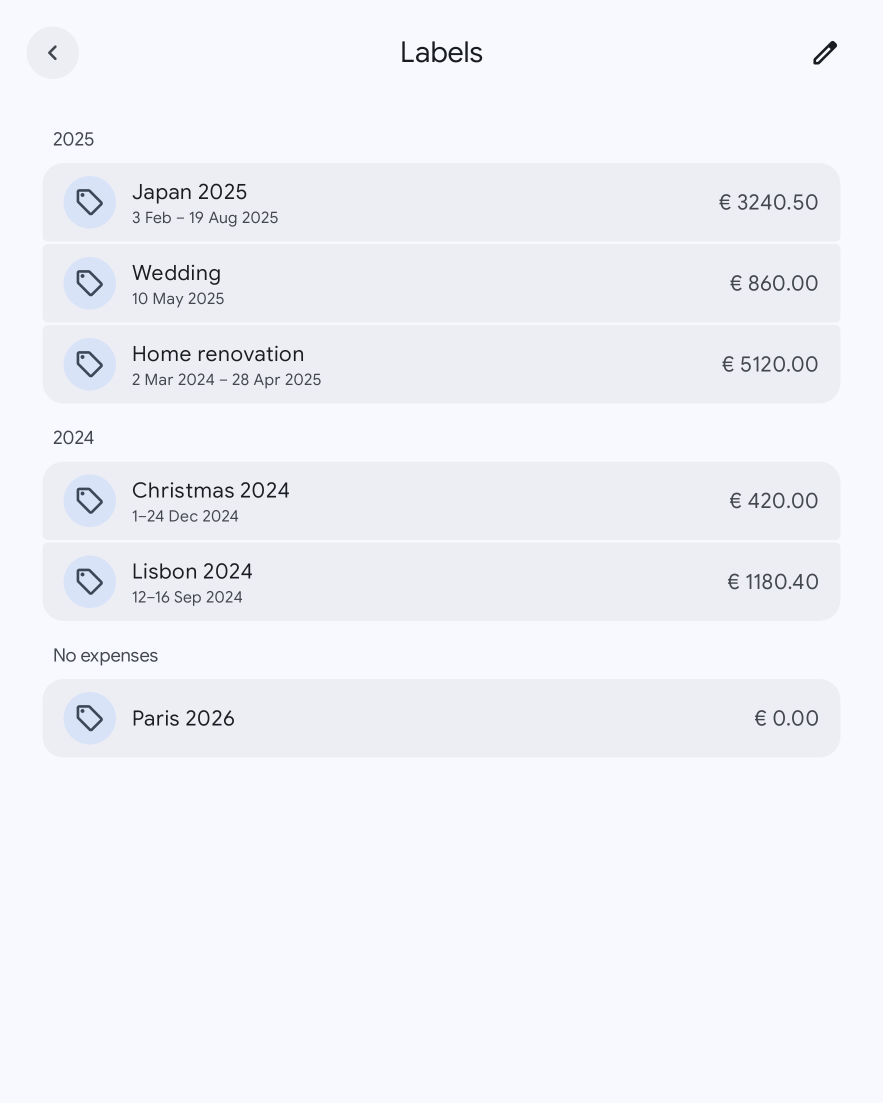 Labels
2025
Japan 2025
€ 3240.50
3 Feb – 19 Aug 2025
Wedding
€ 860.00
10 May 2025
Home renovation
€ 5120.00
2 Mar 2024 – 28 Apr 2025
2024
Christmas 2024
€ 420.00
1–24 Dec 2024
Lisbon 2024
€ 1180.40
12–16 Sep 2024
No expenses
Paris 2026
€ 0.00